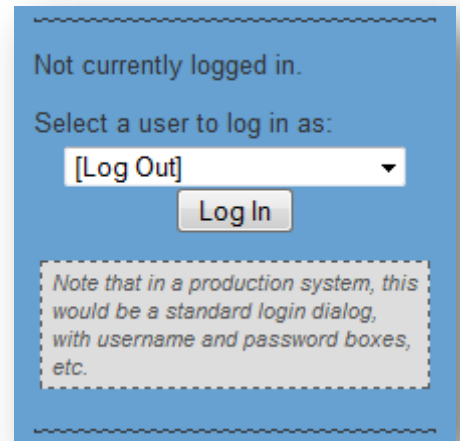 Not currently logged in.
Select a user to log in as:
[Log Out]
Log In
Note that in a production system, this
would be a standard login dialog,
with username and password boxes,
etc.